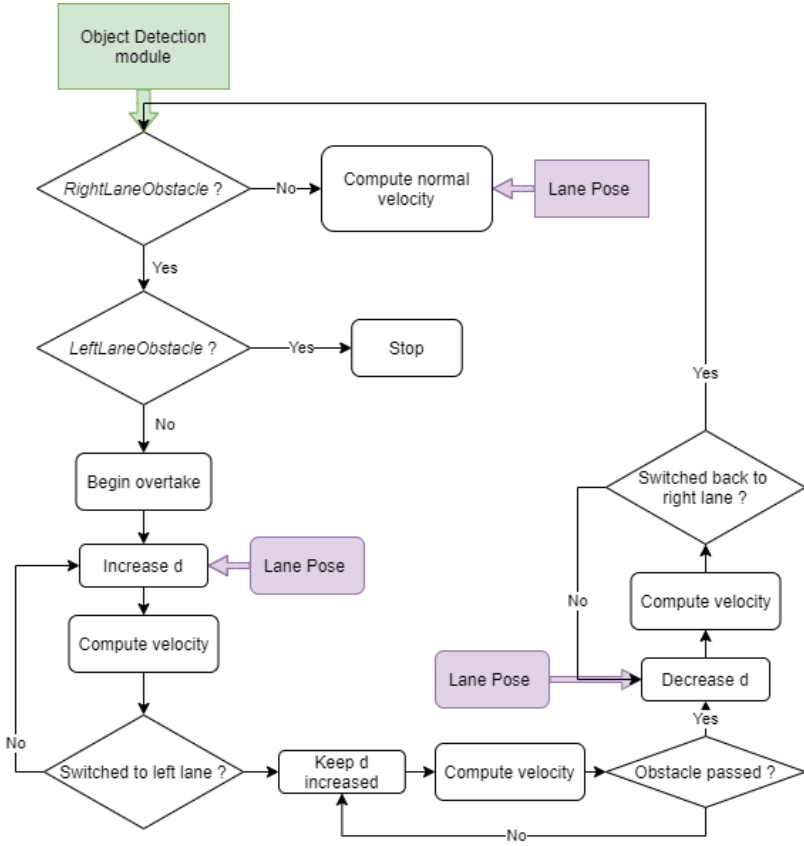 Object Detection
module
RightLaneObstacle ?
No
Compute normal
velocity
Lane Pose
Yes
LeftLaneObstacle ?
Yes
Stop
No
Begin overtake
Increase d
Lane Pose
Compute velocity
No
Switched to left lane ?
Keep d
increased
Compute velocity
Obstacle passed ?
No
Yes
Lane Pose
Decrease d
Compute velocity
No
Switched back to
right lane ?
Yes